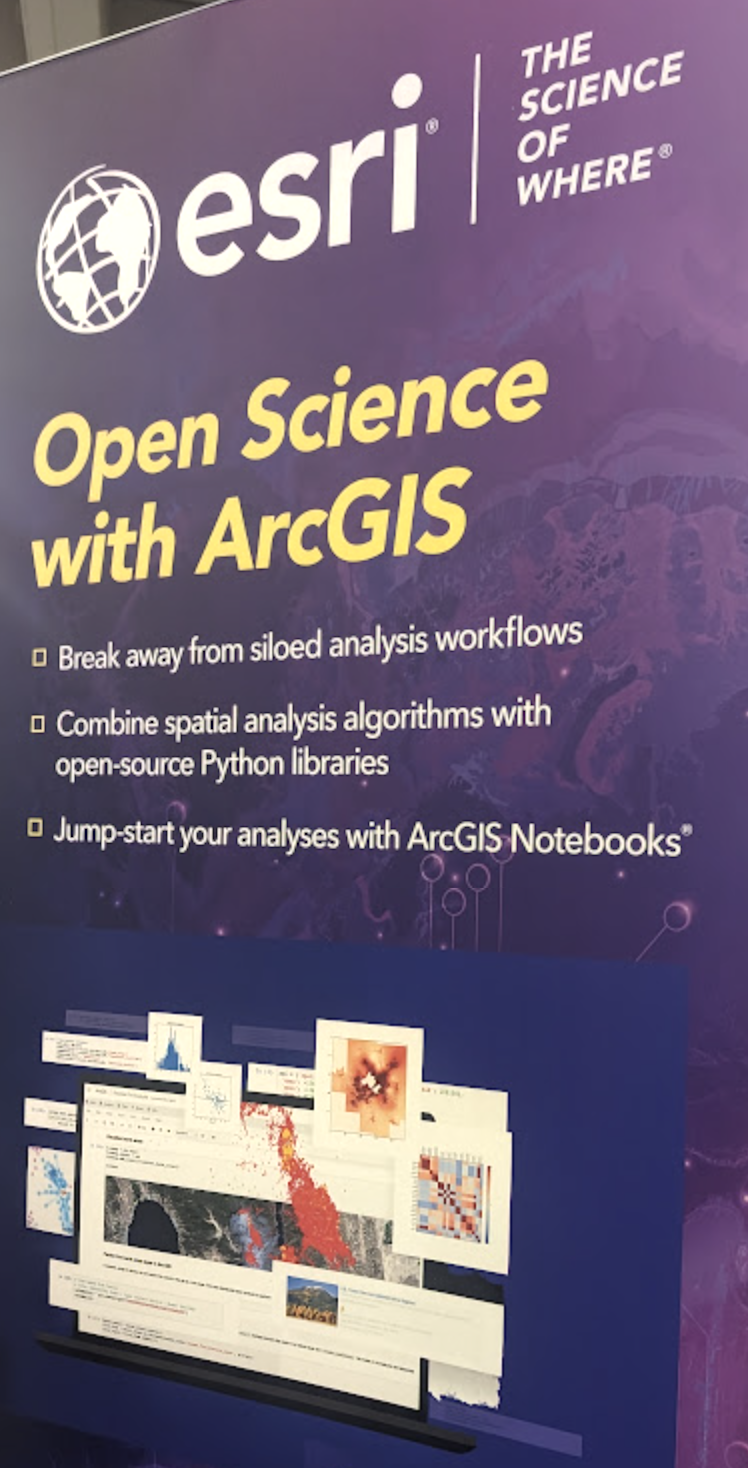 esri®
THE
SCIENCE
OF
WHERE®
Open Science
with ArcGIS
Break away from siloed analysis workflows
Combine spatial analysis algorithms with
open-source Python libraries
Jump-start your analyses with ArcGIS Notebooks®